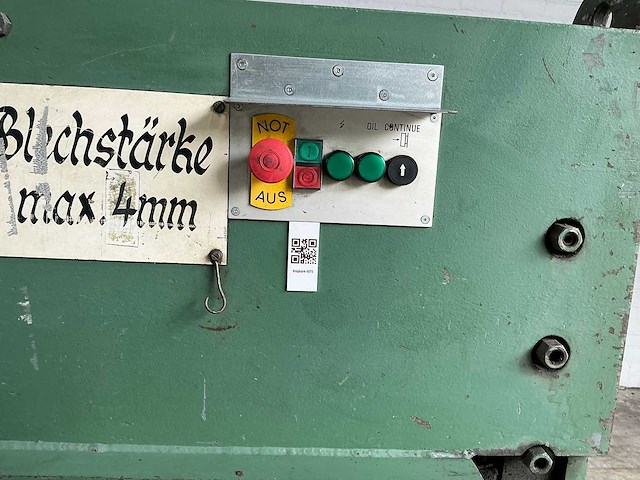 Blechstärke
max. 4mm
NOT
AUS
OIL CONTINUE